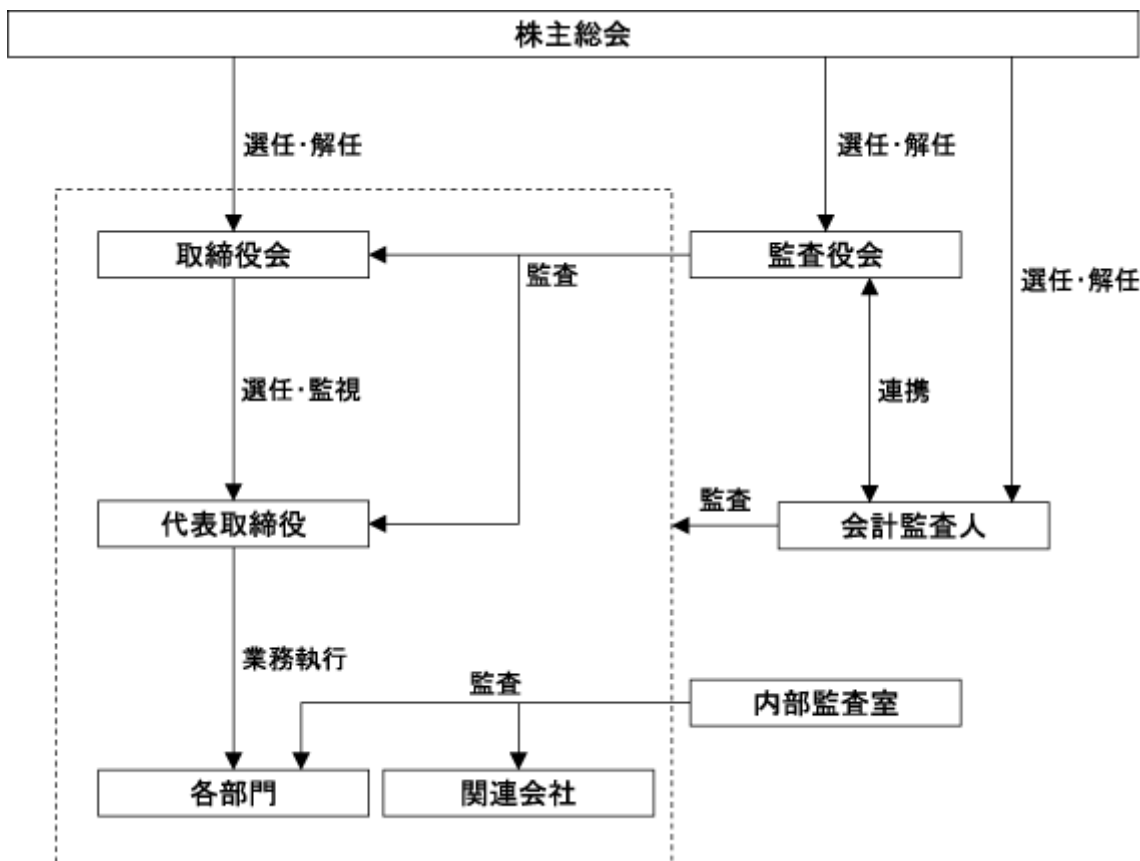 株主総会
選任・解任
選任・解任
取締役会
監査役会
監査
選任・解任
選任・監視
連携
監査
代表取締役
会計監査人
業務執行
監査
内部監査室
各部門
関連会社